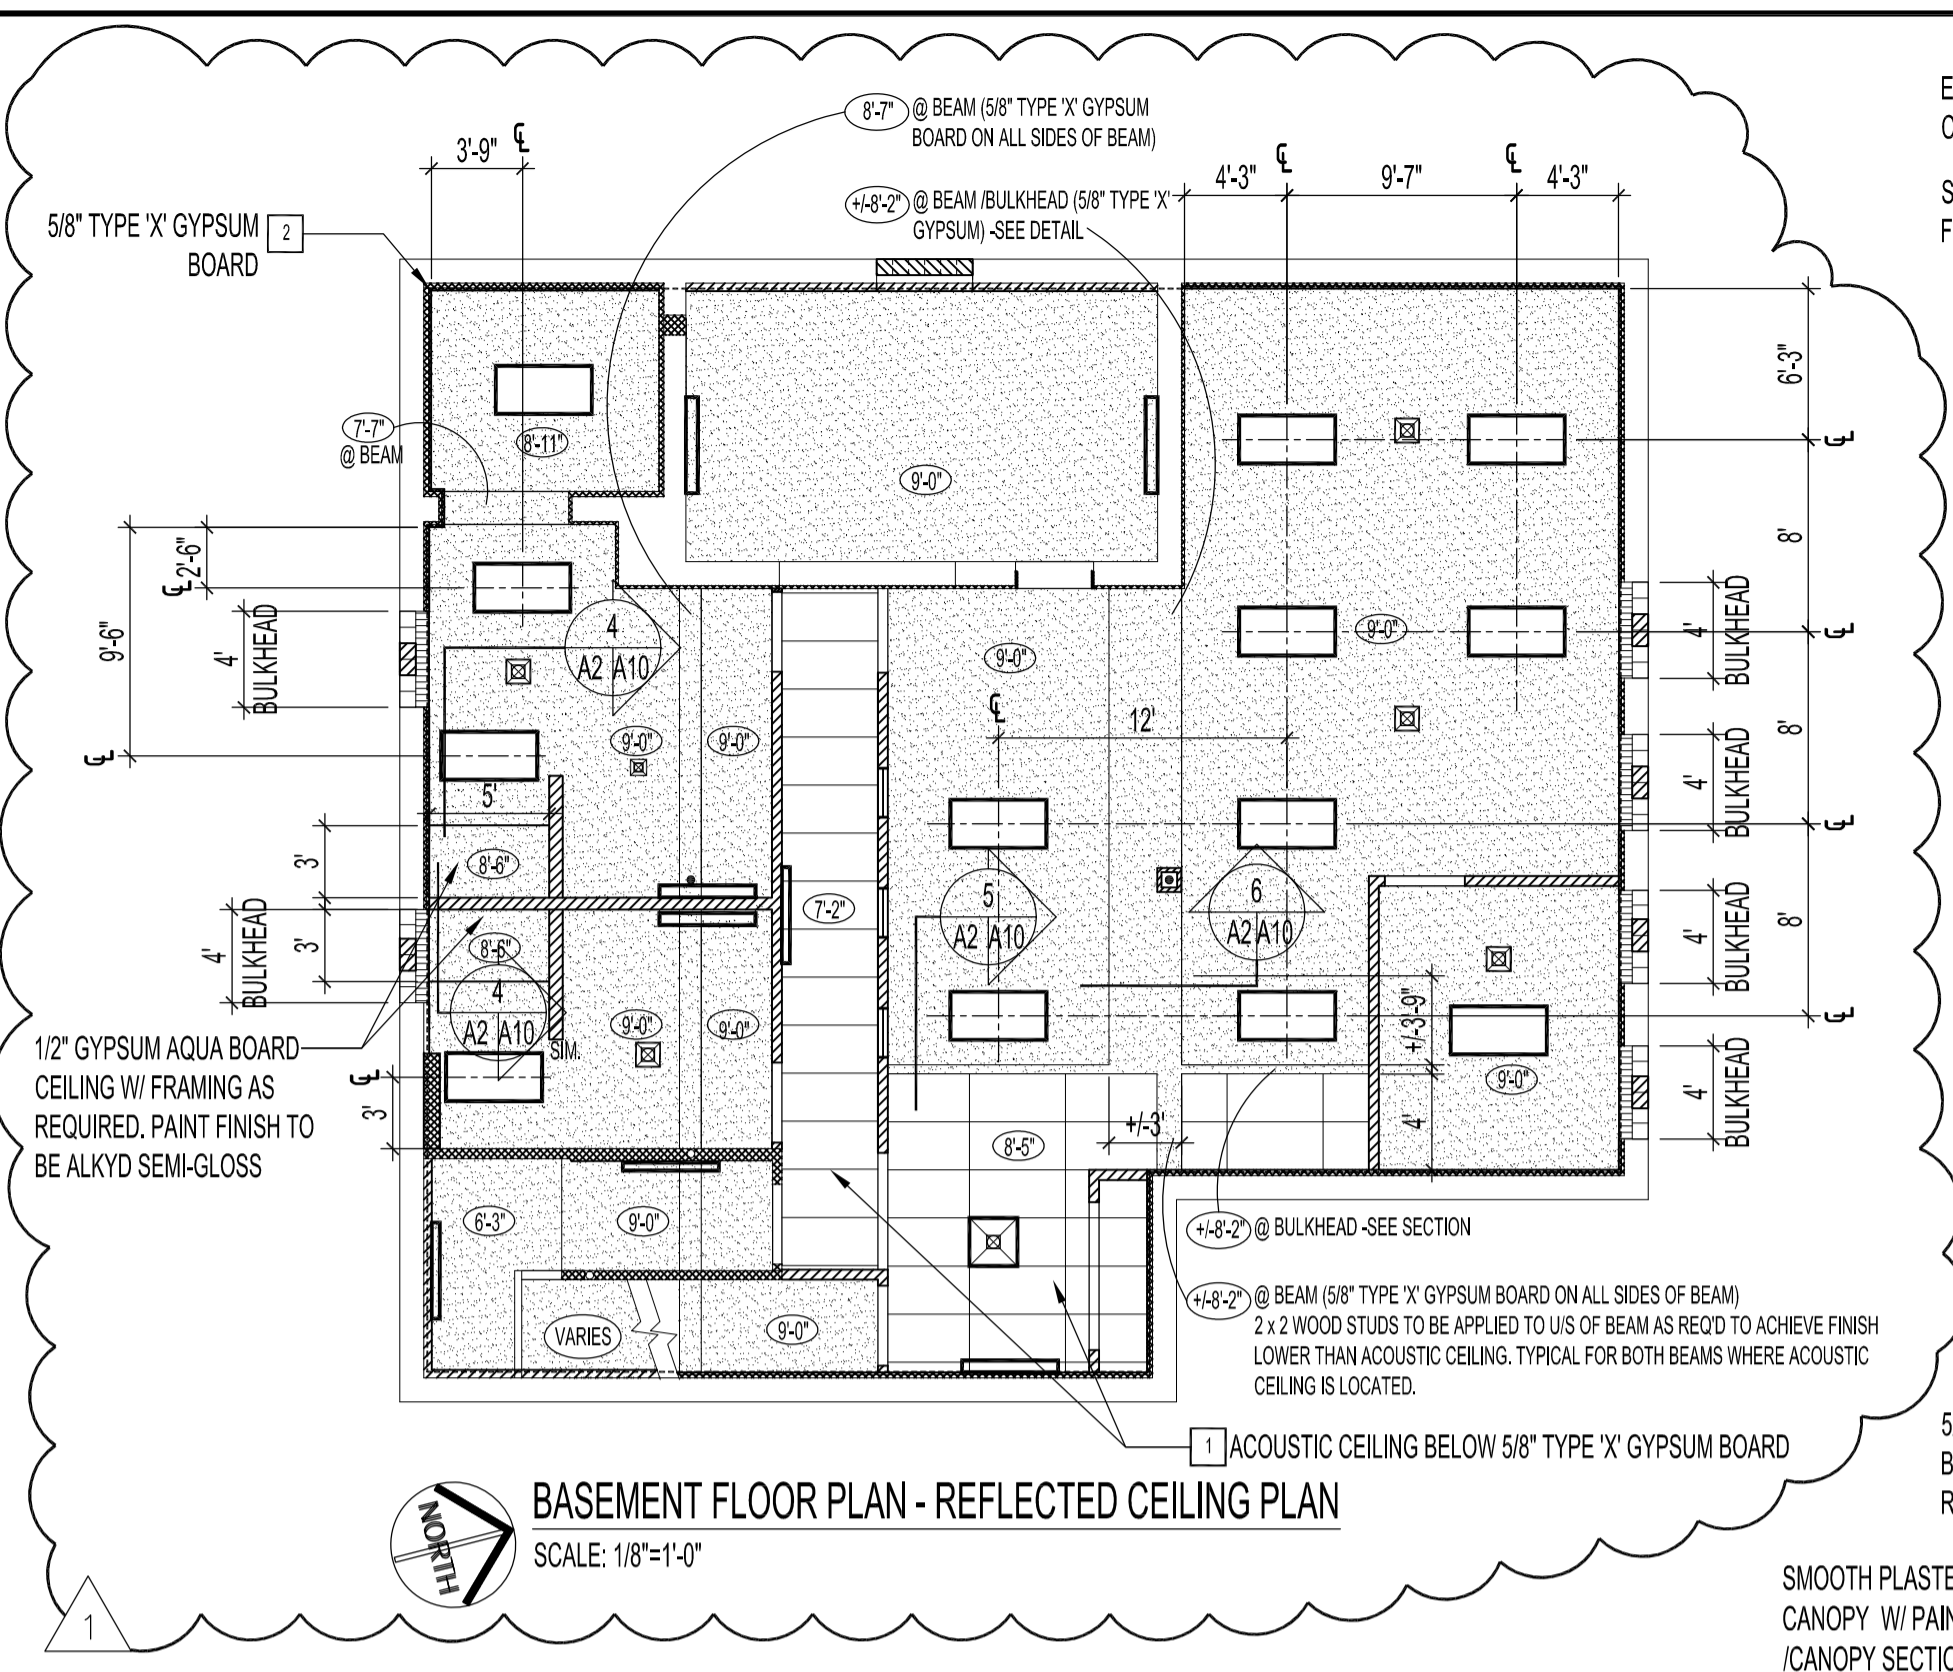 8'-7" @ BEAM (5/8" TYPE 'X' GYPSUM
BOARD ON ALL SIDES OF BEAM)
+/-8'-2" @ BEAM /BULKHEAD (5/8" TYPE 'X'
GYPSUM) -SEE DETAIL
3'-9" ℄
4'-3" ℄ 9'-7" ℄ 4'-3"
5/8" TYPE 'X' GYPSUM 2
BOARD
7'-7"
@ BEAM
8'-11"
9'-0"
6'-3"
℄
8'
℄
8'
℄
8'
℄
9'-6"
℄
2'-6"
℄
4'
BULKHEAD
4
A2 A10
9'-0"
9'-0"
9'-0"
9'-0"
℄
12'
4'
BULKHEAD
4'
BULKHEAD
4'
BULKHEAD
4'
BULKHEAD
5'
3'
8'-6"
3'
8'-6"
4'
BULKHEAD
4
A2 A10
SIM.
9'-0"
9'-0"
7'-2"
5
A2 A10
6
A2 A10
+/-3'-9"
4'
9'-0"
1/2" GYPSUM AQUA BOARD
CEILING W/ FRAMING AS
REQUIRED. PAINT FINISH TO
BE ALKYD SEMI-GLOSS
℄
3'
8'-5"
+/-3'
6'-3"
9'-0"
VARIES
9'-0"
+/-8'-2" @ BULKHEAD -SEE SECTION
+/-8'-2" @ BEAM (5/8" TYPE 'X' GYPSUM BOARD ON ALL SIDES OF BEAM)
2 x 2 WOOD STUDS TO BE APPLIED TO U/S OF BEAM AS REQ'D TO ACHIEVE FINISH
LOWER THAN ACOUSTIC CEILING. TYPICAL FOR BOTH BEAMS WHERE ACOUSTIC
CEILING IS LOCATED.
1 ACOUSTIC CEILING BELOW 5/8" TYPE 'X' GYPSUM BOARD
NORTH
BASEMENT FLOOR PLAN - REFLECTED CEILING PLAN
SCALE: 1/8"=1'-0"
1
SMOOTH PLASTE
CANOPY W/ PAIN
/CANOPY SECTIO